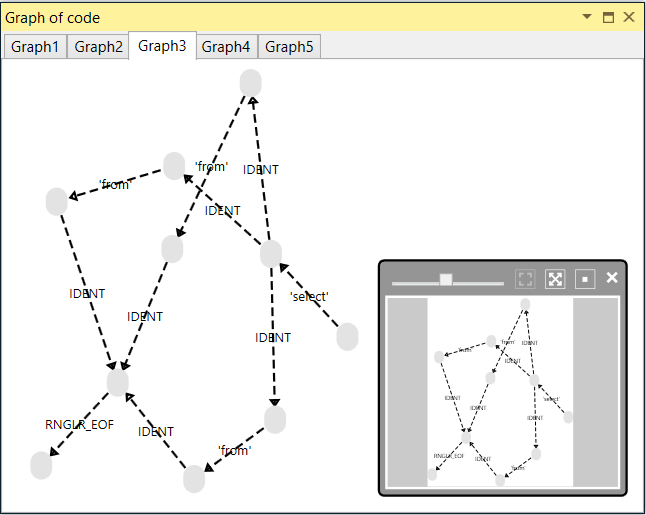 Graph of code
Graph1 Graph2 Graph3 Graph4 Graph5
'from' IDENT
'from'
IDENT
IDENT
'select'
IDENT
IDENT
RNGLR_EOF
IDENT
'from'
'from' IDENT
'from'
IDENT
IDENT
'select'
IDENT
IDENT
RNGLR_EOF
IDENT
'from'